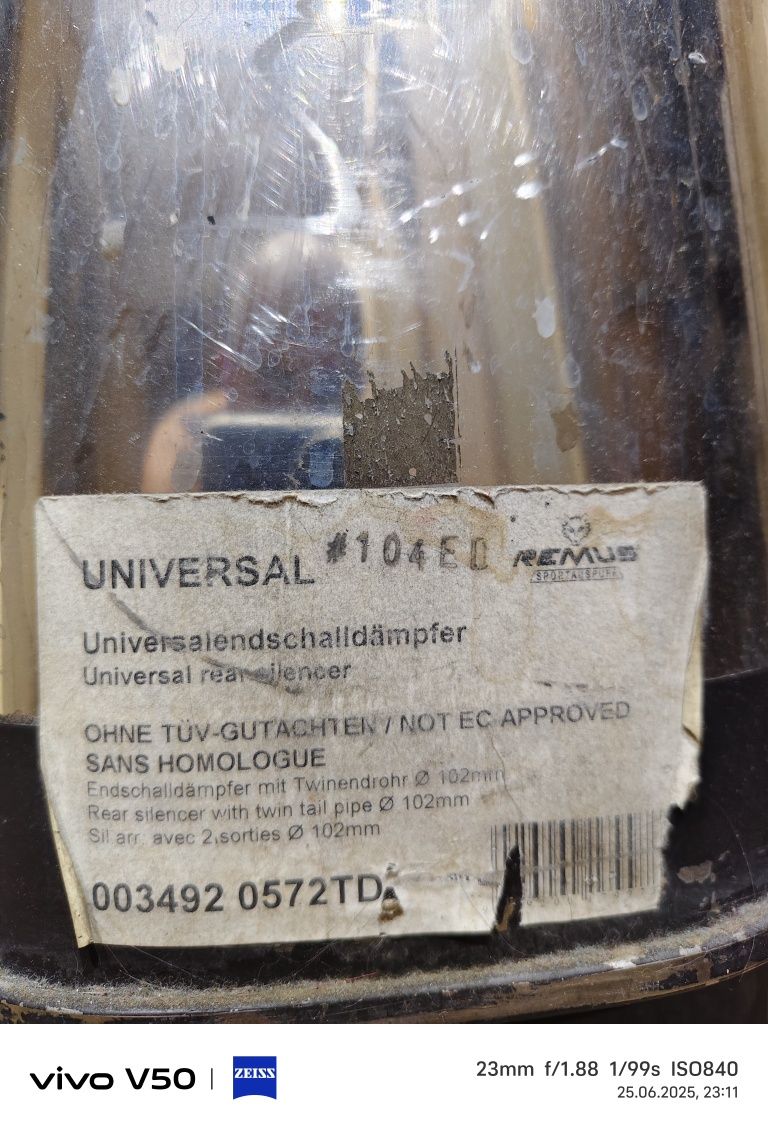 UNIVERSAL #104ED REMUS
SPORTAUSPUFF
Universalendschalldämpfer
Universal rear silencer
OHNE TÜV-GUTACHTEN / NOT EC APPROVED
SANS HOMOLOGUE
Endschalldämpfer mit Twinendrohr Ø 102mm
Rear silencer with twin tail pipe Ø 102mm
Sil arr. avec 2 sorties Ø 102mm
003492 0572TD
vivo V50 | ZEISS
23mm f/1.88 1/99s ISO840
25.06.2025, 23:11